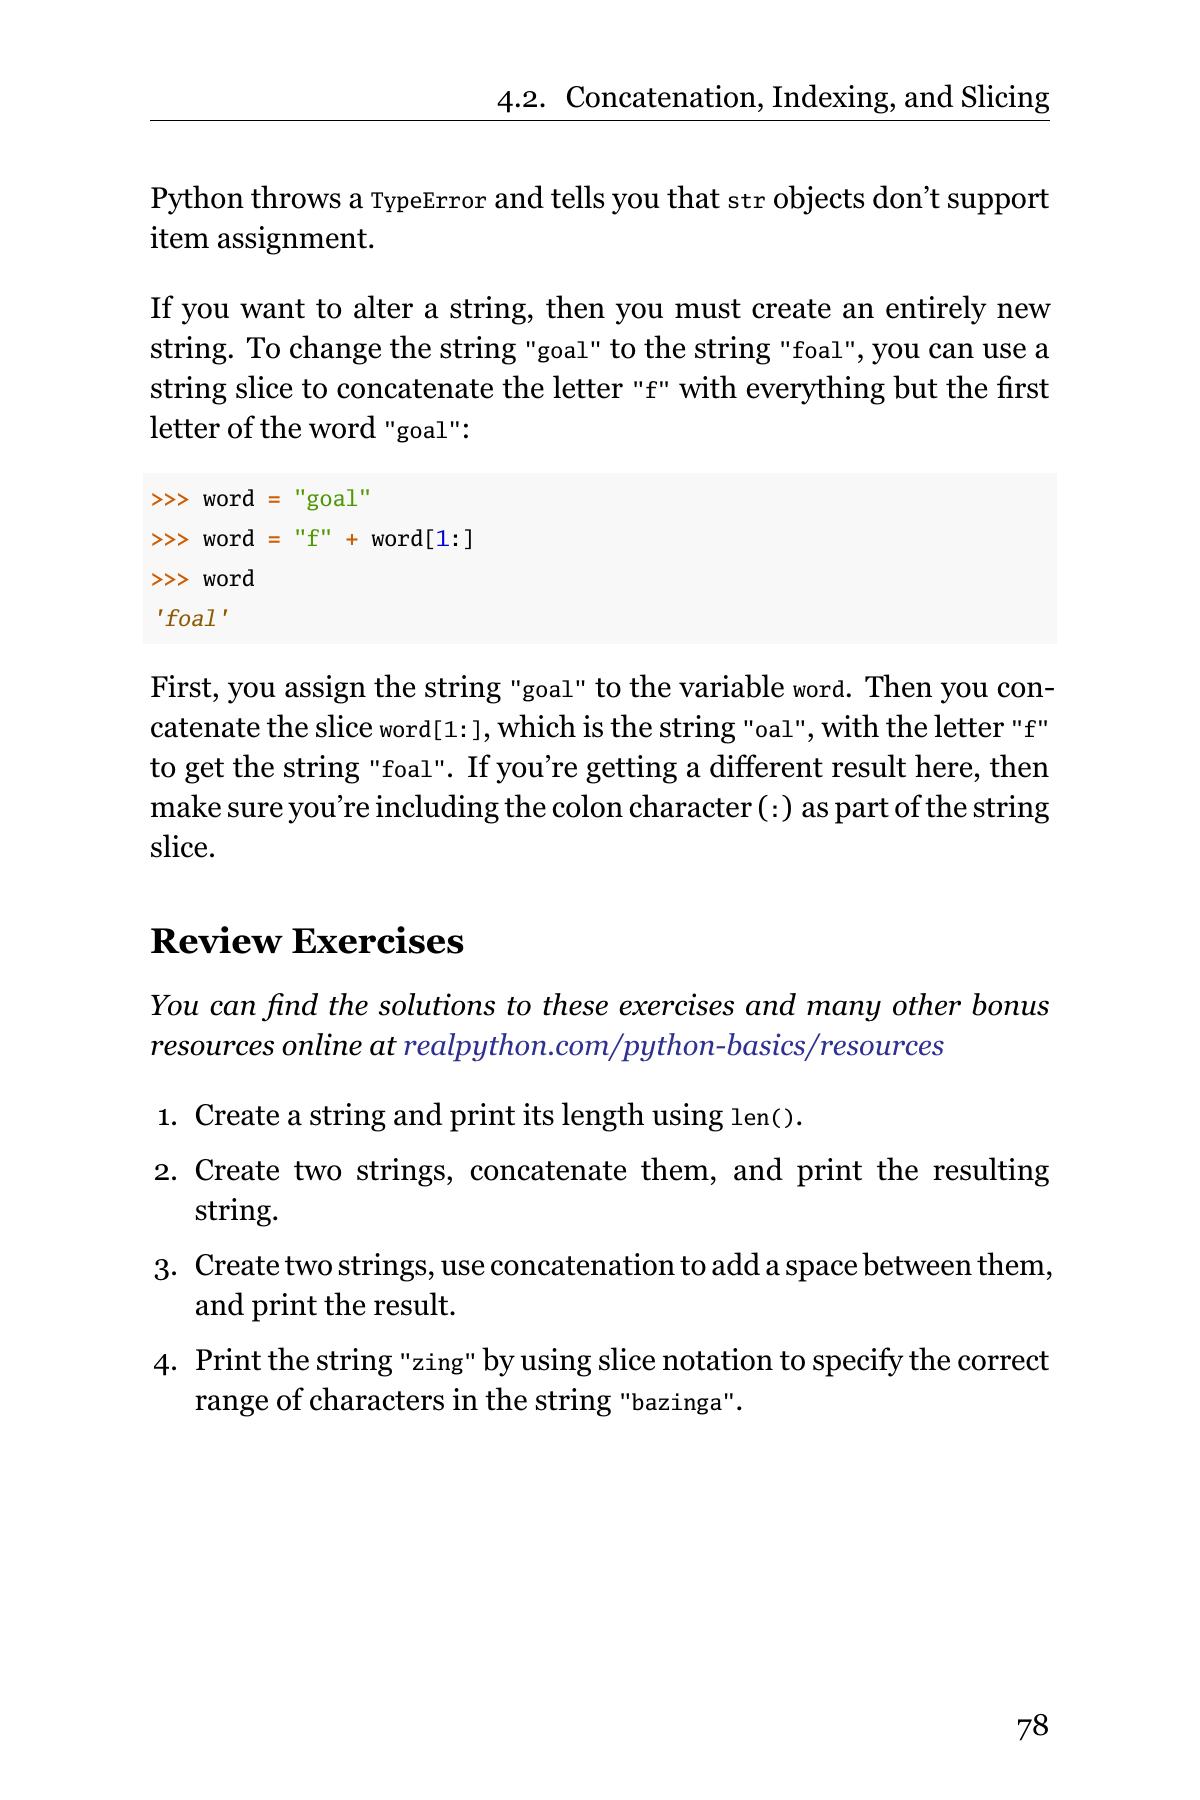 4.2. Concatenation, Indexing, and Slicing
Python throws a TypeError and tells you that str objects don’t support
item assignment.
If you want to alter a string, then you must create an entirely new
string. To change the string "goal" to the string "foal", you can use a
string slice to concatenate the letter "f" with everything but the first
letter of the word "goal":
>>> word = "goal"
>>> word = "f" + word[1:]
>>> word
'foal'
First, you assign the string "goal" to the variable word. Then you con-
catenate the slice word[1:], which is the string "oal", with the letter "f"
to get the string "foal". If you’re getting a different result here, then
make sure you’re including the colon character (:) as part of the string
slice.
Review Exercises
You can find the solutions to these exercises and many other bonus
resources online at realpython.com/python-basics/resources
1. Create a string and print its length using len().
2. Create two strings, concatenate them, and print the resulting
string.
3. Create two strings, use concatenation to add a space between them,
and print the result.
4. Print the string "zing" by using slice notation to specify the correct
range of characters in the string "bazinga".
78